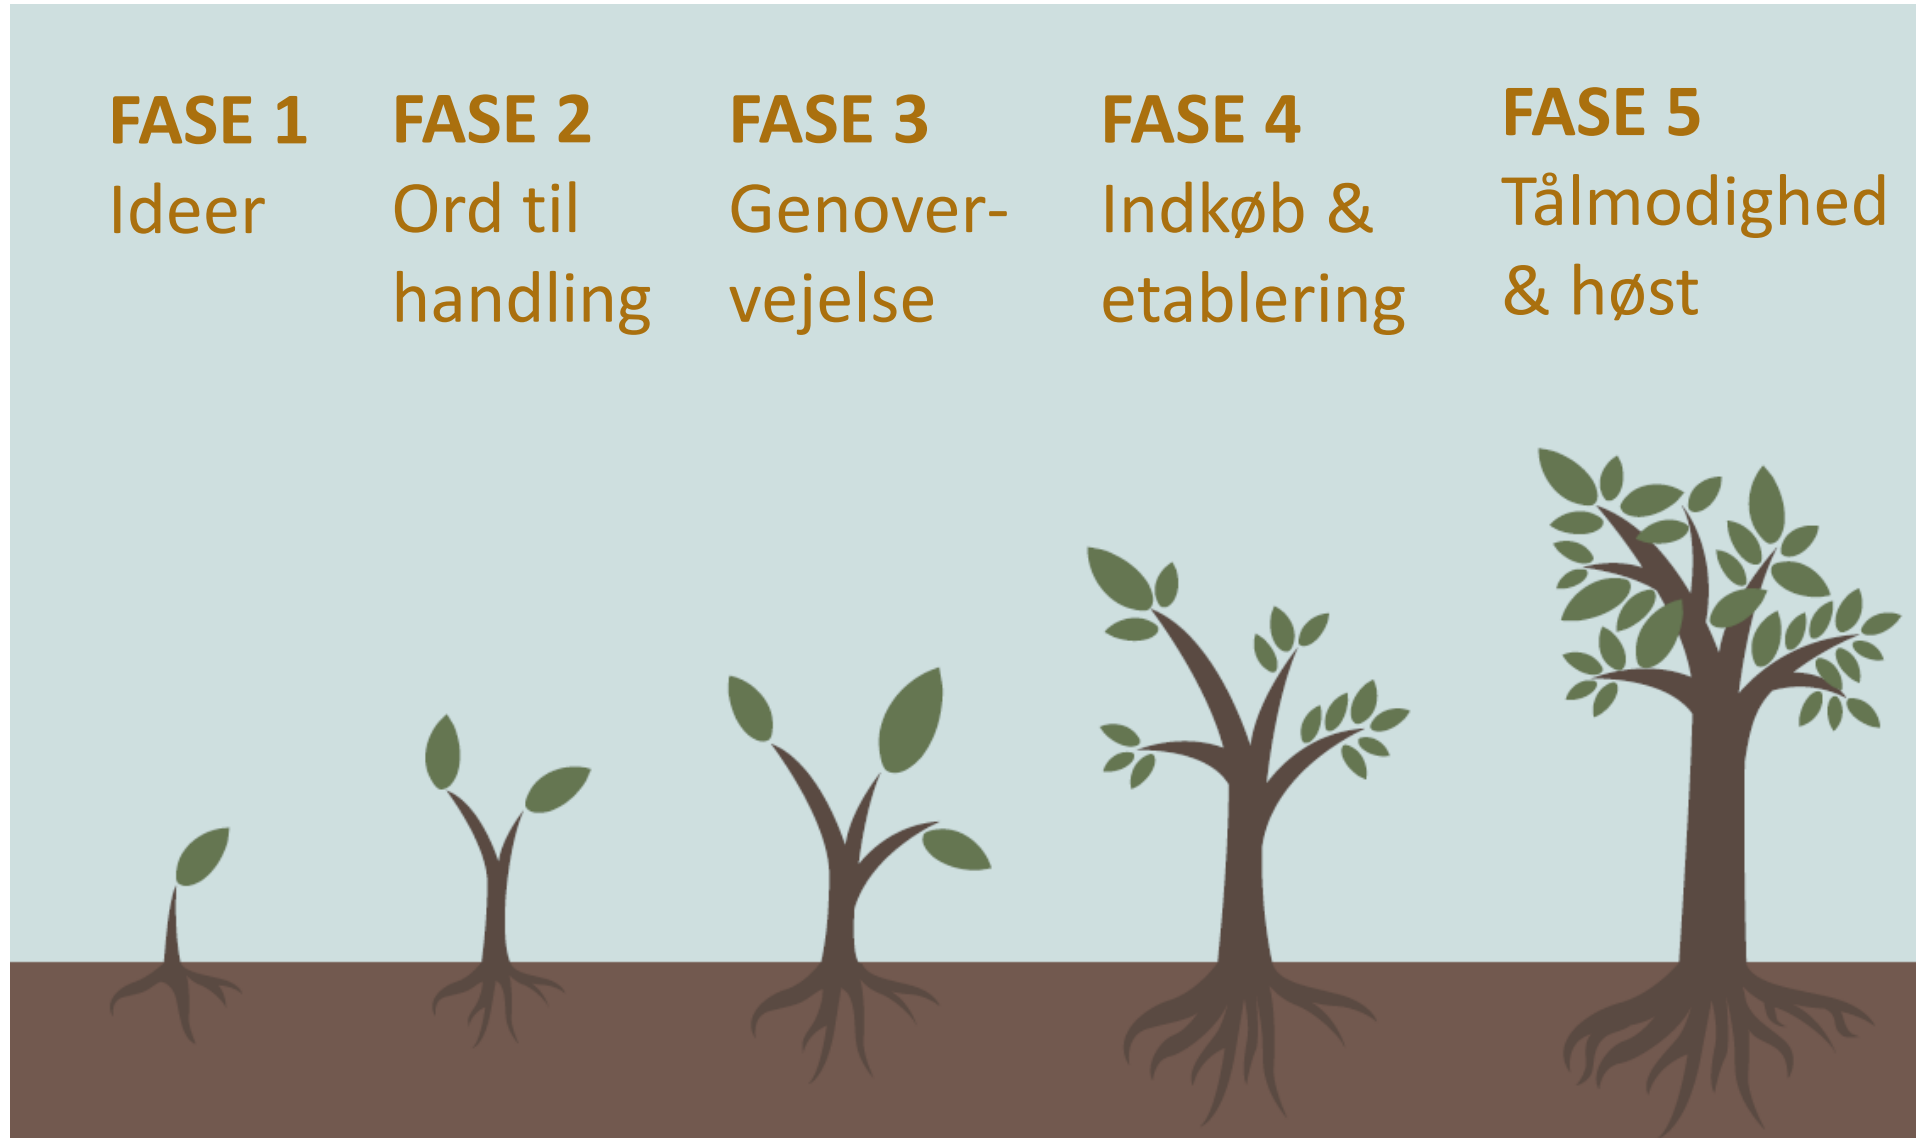 FASE 1
Ideer
FASE 2
Ord til
handling
FASE 3
Genover-
vejelse
FASE 4
Indkøb &
etablering
FASE 5
Tålmodighed
& høst